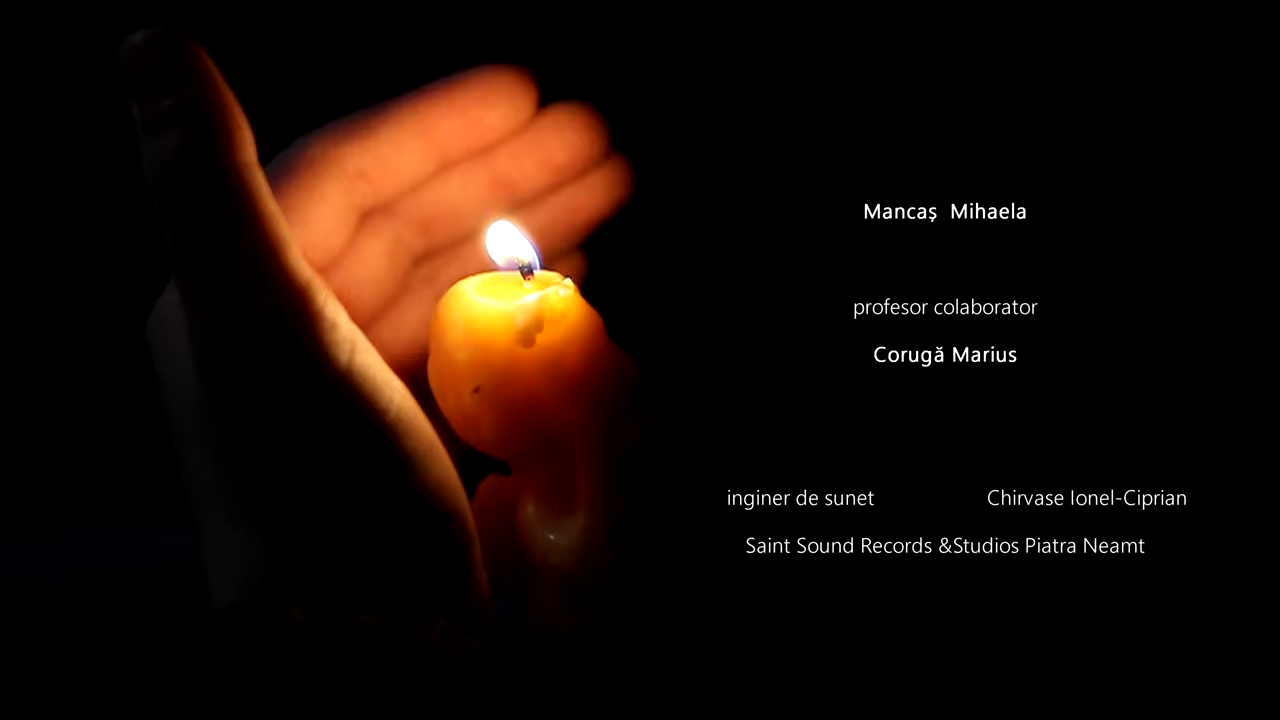 Mancaș Mihaela
profesor colaborator
Corugă Marius
inginer de sunet Chirvase Ionel-Ciprian
Saint Sound Records &Studios Piatra Neamt